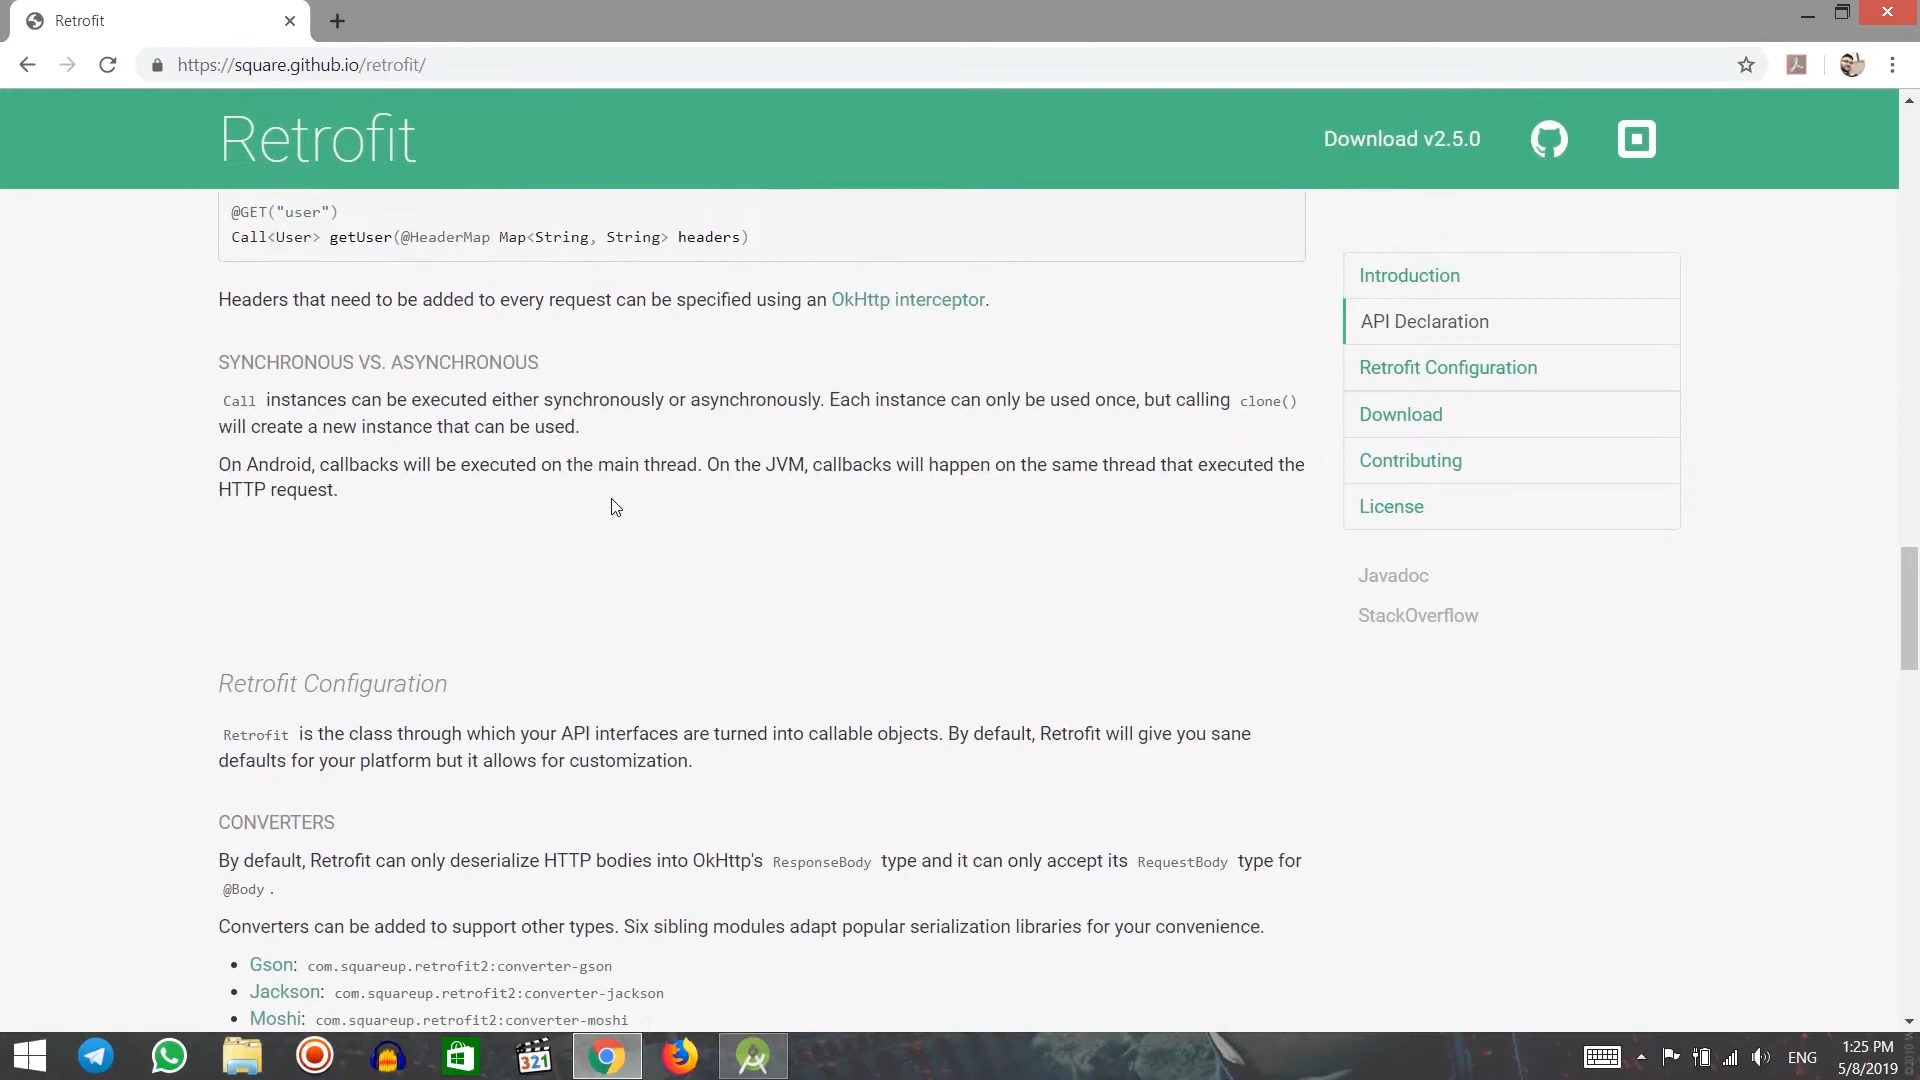 Retrofit
https://square.github.io/retrofit/
Retrofit
Download v2.5.0
@GET("user")
Call<User> getUser(@HeaderMap Map<String, String> headers)
Headers that need to be added to every request can be specified using an OkHttp interceptor.
SYNCHRONOUS VS. ASYNCHRONOUS
Call instances can be executed either synchronously or asynchronously. Each instance can only be used once, but calling clone()
will create a new instance that can be used.
On Android, callbacks will be executed on the main thread. On the JVM, callbacks will happen on the same thread that executed the
HTTP request.
Retrofit Configuration
Retrofit is the class through which your API interfaces are turned into callable objects. By default, Retrofit will give you sane
defaults for your platform but it allows for customization.
CONVERTERS
By default, Retrofit can only deserialize HTTP bodies into OkHttp's ResponseBody type and it can only accept its RequestBody type for
@Body.
Converters can be added to support other types. Six sibling modules adapt popular serialization libraries for your convenience.
• Gson: com.squareup.retrofit2:converter-gson
• Jackson: com.squareup.retrofit2:converter-jackson
• Moshi: com.squareup.retrofit2:converter-moshi
Introduction
API Declaration
Retrofit Configuration
Download
Contributing
License
Javadoc
StackOverflow
321
ENG
1:25 PM
5/8/2019